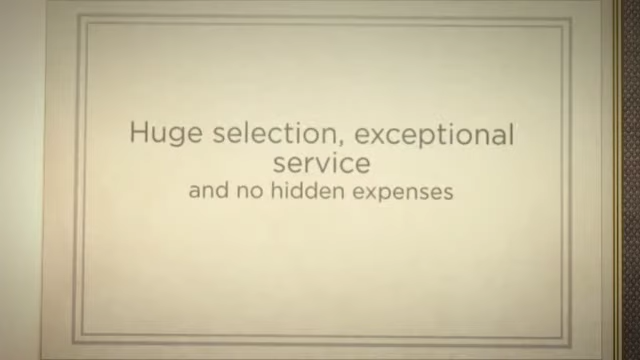 Huge selection, exceptional
service
and no hidden expenses